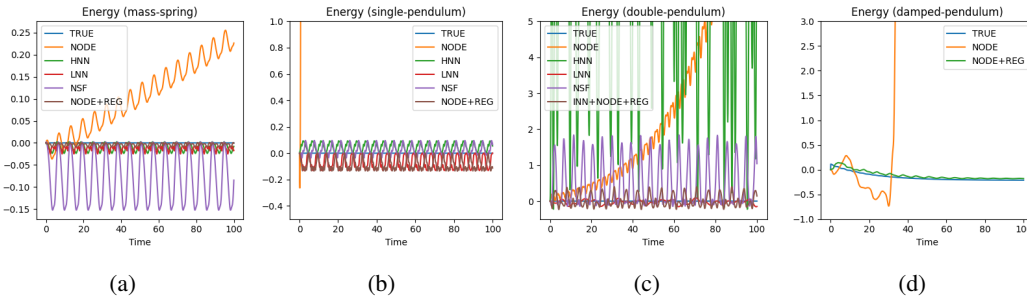 Energy (mass-spring)
0.25
0.20
0.15
0.10
0.05
0.00
−0.05
−0.10
−0.15
0 20 40 60 80 100
Time
TRUE
NODE
HNN
LNN
NSF
NODE+REG
(a)
Energy (single-pendulum)
1.0
0.8
0.6
0.4
0.2
0.0
−0.2
−0.4
0 20 40 60 80 100
Time
TRUE
NODE
HNN
LNN
NSF
NODE+REG
(b)
Energy (double-pendulum)
5
4
3
2
1
0
0 20 40 60 80 100
Time
TRUE
NODE
HNN
LNN
NSF
INN+NODE+REG
(c)
Energy (damped-pendulum)
3.0
2.5
2.0
1.5
1.0
0.5
0.0
−0.5
−1.0
0 20 40 60 80 100
Time
TRUE
NODE
NODE+REG
(d)